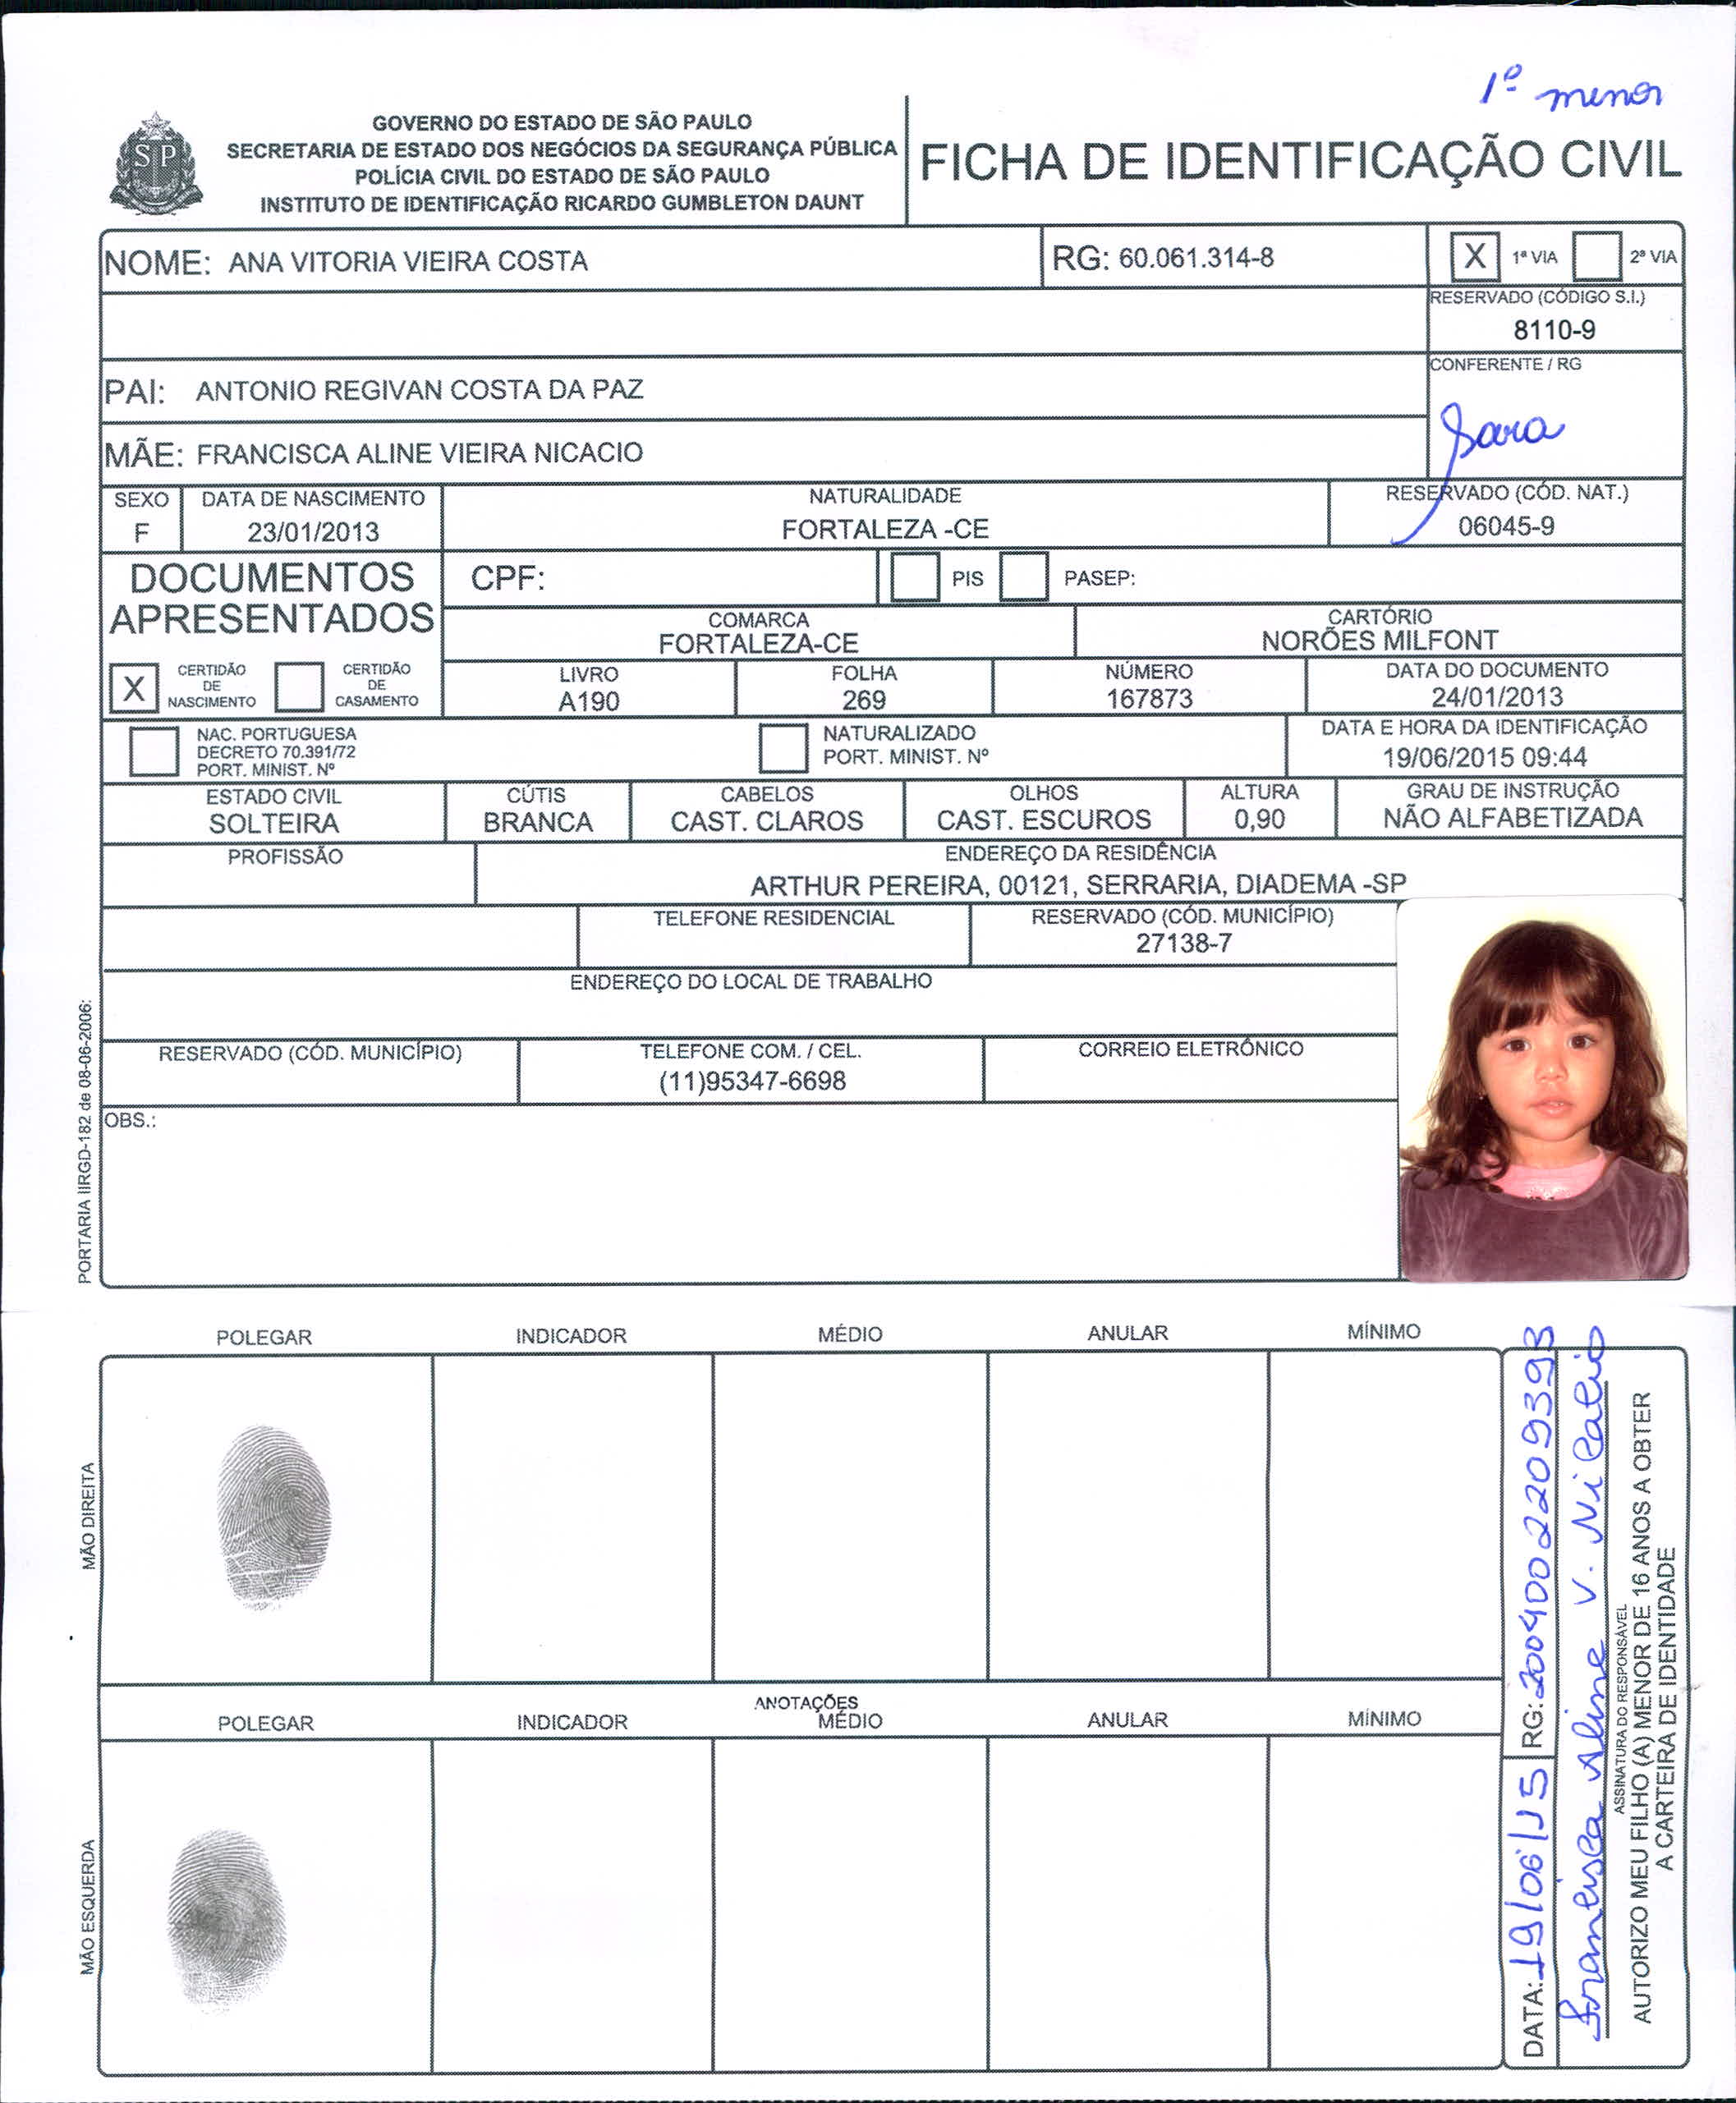 1º menor
GOVERNO DO ESTADO DE SÃO PAULO
SECRETARIA DE ESTADO DOS NEGÓCIOS DA SEGURANÇA PÚBLICA
POLÍCIA CIVIL DO ESTADO DE SÃO PAULO
INSTITUTO DE IDENTIFICAÇÃO RICARDO GUMBLETON DAUNT
SP
FICHA DE IDENTIFICAÇÃO CIVIL
NOME: ANA VITORIA VIEIRA COSTA
RG: 60.061.314-8
X 1ª VIA 2ª VIA
RESERVADO (CÓDIGO S.I.)
8110-9
PAI: ANTONIO REGIVAN COSTA DA PAZ
CONFERENTE / RG
Sara
MÃE: FRANCISCA ALINE VIEIRA NICACIO
SEXO
F
DATA DE NASCIMENTO
23/01/2013
NATURALIDADE
FORTALEZA -CE
RESERVADO (CÓD. NAT.)
06045-9
DOCUMENTOS
APRESENTADOS
CPF:
PIS
PASEP:
COMARCA
FORTALEZA-CE
CARTÓRIO
NORÕES MILFONT
X
CERTIDÃO
DE
NASCIMENTO
CERTIDÃO
DE
CASAMENTO
LIVRO
A190
FOLHA
269
NÚMERO
167873
DATA DO DOCUMENTO
24/01/2013
NAC. PORTUGUESA
DECRETO 70.391/72
PORT. MINIST. Nº
NATURALIZADO
PORT. MINIST. Nº
DATA E HORA DA IDENTIFICAÇÃO
19/06/2015 09:44
ESTADO CIVIL
SOLTEIRA
CÚTIS
BRANCA
CABELOS
CAST. CLAROS
OLHOS
CAST. ESCUROS
ALTURA
0,90
GRAU DE INSTRUÇÃO
NÃO ALFABETIZADA
PROFISSÃO
ENDEREÇO DA RESIDÊNCIA
ARTHUR PEREIRA, 00121, SERRARIA, DIADEMA -SP
TELEFONE RESIDENCIAL
RESERVADO (CÓD. MUNICÍPIO)
27138-7
ENDEREÇO DO LOCAL DE TRABALHO
RESERVADO (CÓD. MUNICÍPIO)
TELEFONE COM. / CEL.
(11)95347-6698
CORREIO ELETRÔNICO
OBS.:
PORTARIA IIRGD-182 de 08-06-2006:
POLEGAR INDICADOR MÉDIO ANULAR MÍNIMO
MÃO DIREITA
ANOTAÇÕES
POLEGAR INDICADOR MÉDIO ANULAR MÍNIMO
MÃO ESQUERDA
DATA: 19/06/15 RG: 2004002209393
Francisca Aline V. Nicacio
ASSINATURA DO RESPONSÁVEL
AUTORIZO MEU FILHO (A) MENOR DE 16 ANOS A OBTER
A CARTEIRA DE IDENTIDADE